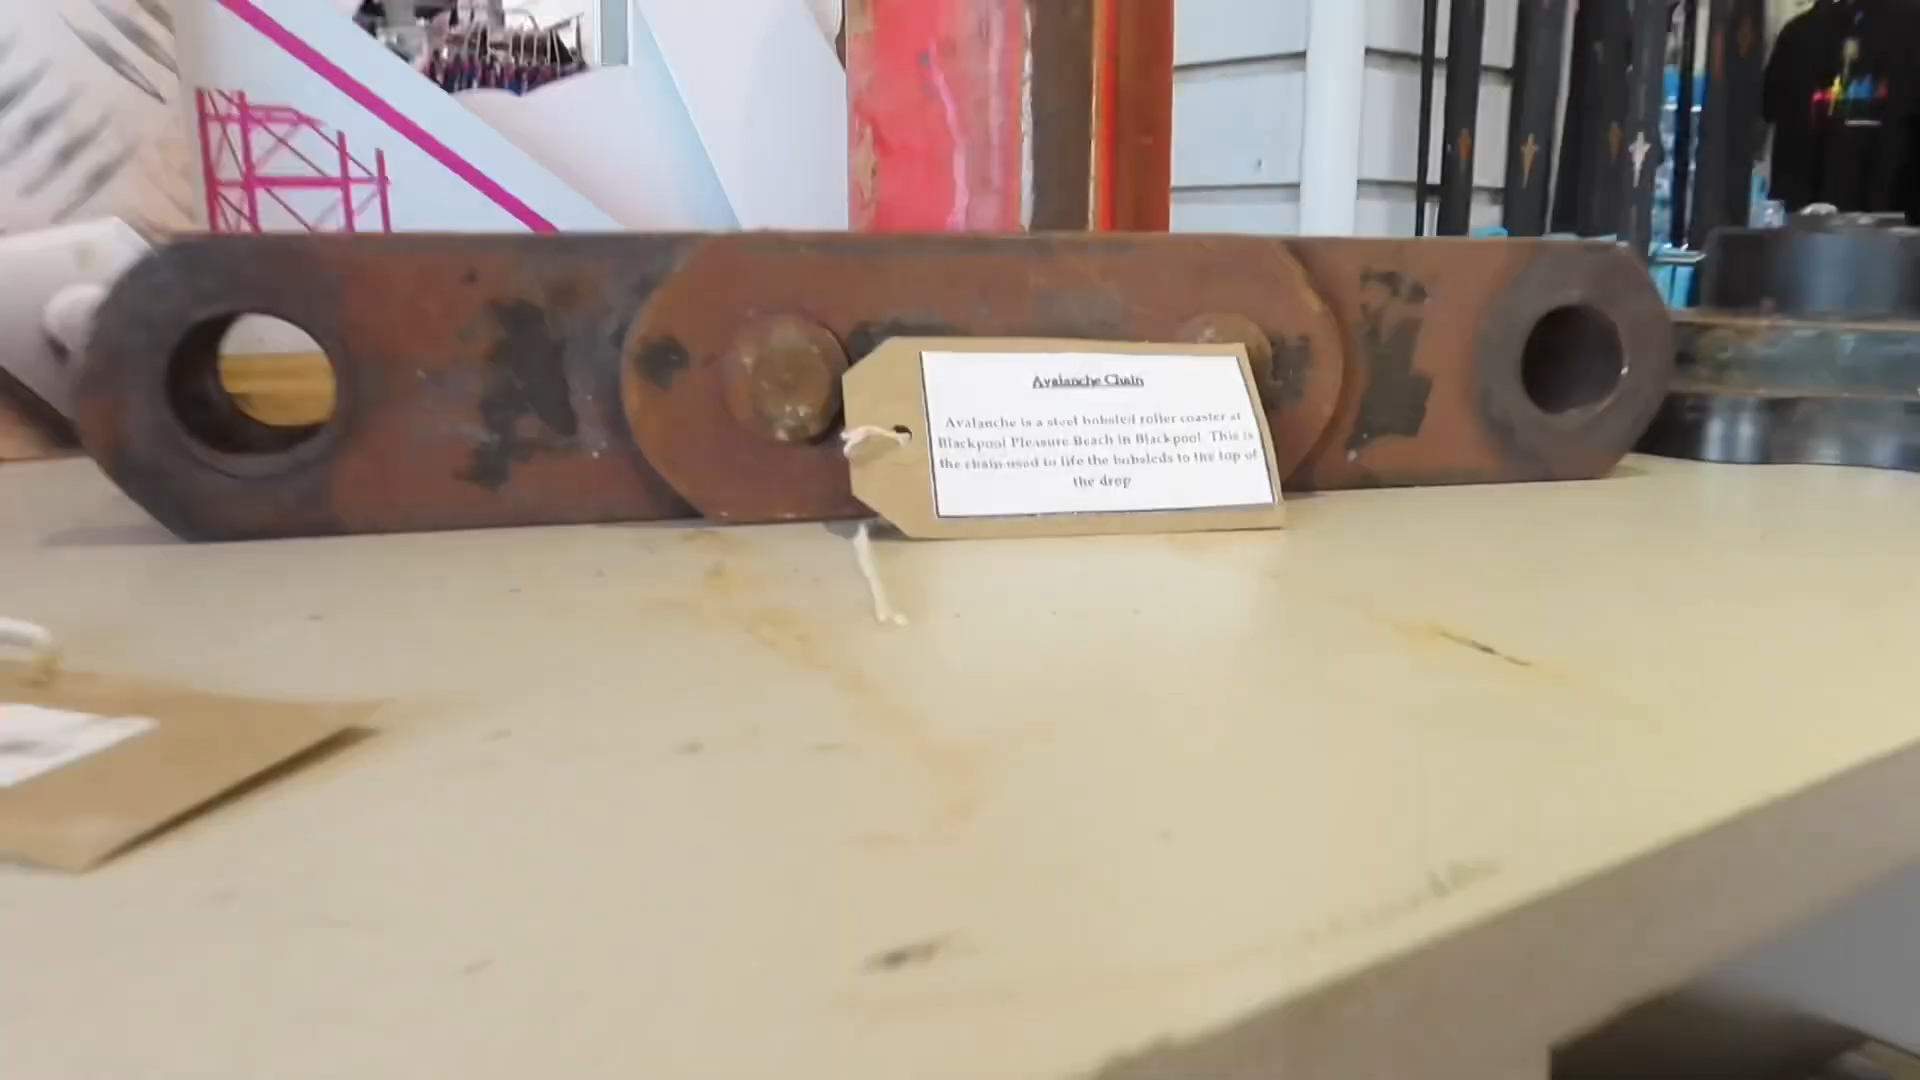 Avalanche Chain
Avalanche is a steel bobsled roller coaster at
Blackpool Pleasure Beach in Blackpool. This is
the chain used to life the bobsleds to the top of
the drop